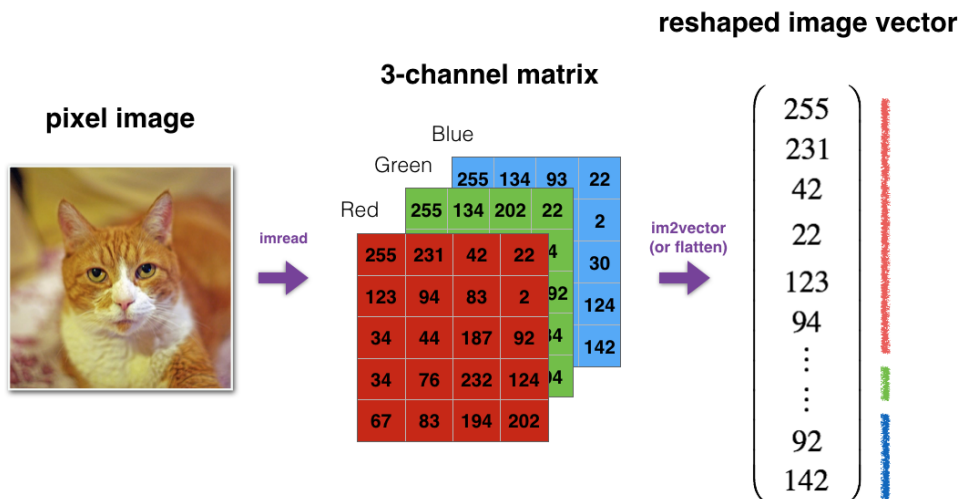 reshaped image vector
3-channel matrix
pixel image
Blue
Green
Red
255 134 93 22
2
30
124
142
255 134 202 22
255 231 42 22
123 94 83 2
34 44 187 92
34 76 232 124
67 83 194 202
imread
im2vector
(or flatten)
255
231
42
22
123
94
92
142